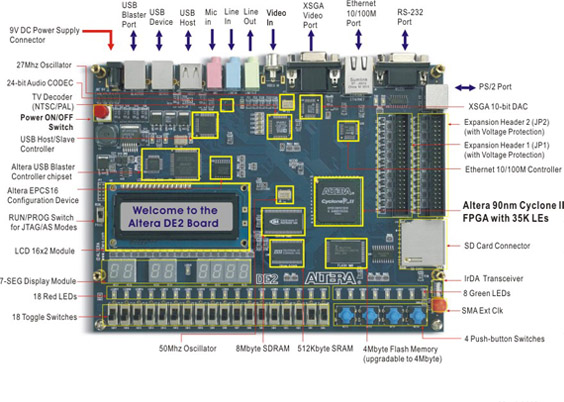 USB Blaster Port
USB Device
USB Host
Mic in
Line In
Line Out
Video In
XSGA Video Port
Ethernet 10/100M Port
RS-232 Port
9V DC Power Supply
Connector
27Mhz Oscillator
24-bit Audio CODEC
TV Decoder
(NTSC/PAL)
Power ON/OFF
Switch
USB Host/Slave
Controller
Altera USB Blaster
Controller chipset
Altera EPCS16
Configuration Device
RUN/PROG Switch
for JTAG/AS Modes
LCD 16x2 Module
7-SEG Display Module
18 Red LEDs
18 Toggle Switches
PS/2 Port
XSGA 10-bit DAC
Expansion Header 2 (JP2)
(with Voltage Protection)
Expansion Header 1 (JP1)
(with Voltage Protection)
Ethernet 10/100M Controller
Altera 90nm Cyclone II
FPGA with 35K LEs
SD Card Connector
IrDA Transceiver
8 Green LEDs
SMA Ext Clk
4 Push-button Switches
Welcome to the
Altera DE2 Board
ALTERA
Cyclone II
DE2
ALTERA
50Mhz Oscillator
8Mbyte SDRAM
512Kbyte SRAM
4Mbyte Flash Memory
(upgradable to 4Mbyte)